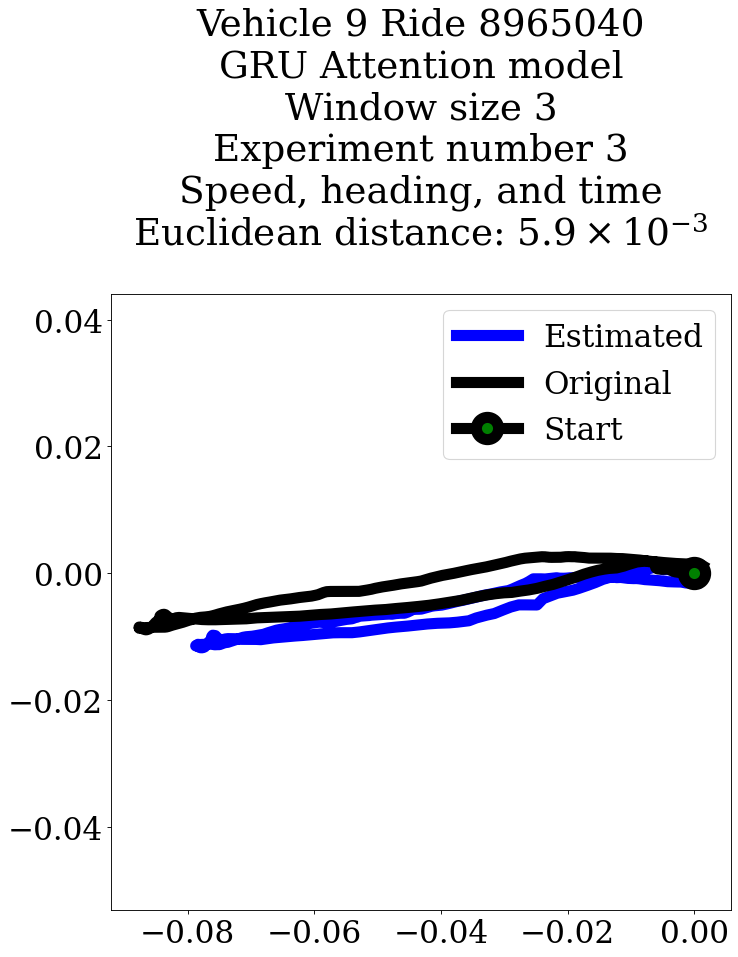 Vehicle 9 Ride 8965040
GRU Attention model
Window size 3
Experiment number 3
Speed, heading, and time
Euclidean distance: 5.9 × 10⁻³
Estimated
Original
Start
0.04
0.02
0.00
−0.02
−0.04
−0.08 −0.06 −0.04 −0.02 0.00